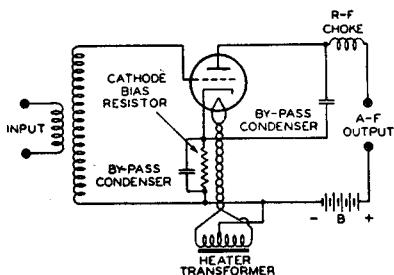 R-F
CHOKE
CATHODE
BIAS
RESISTOR
BY-PASS
CONDENSER
INPUT
A-F
OUTPUT
BY-PASS
CONDENSER
- B +
HEATER
TRANSFORMER